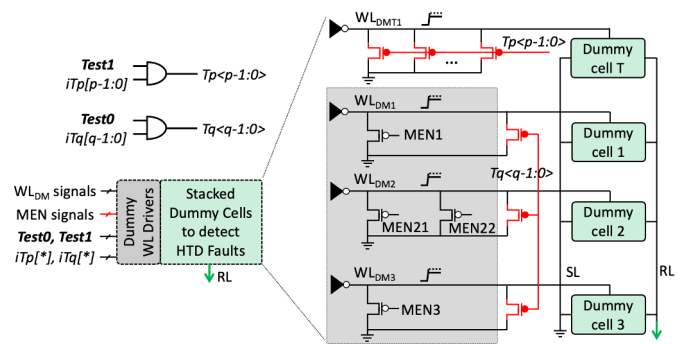 WLDMT1
Test1
iTp[p-1:0]
Tp<p-1:0>
...
Tp<p-1:0>
Dummy
cell T
Test0
iTq[q-1:0]
Tq<q-1:0>
WLDM1
MEN1
Dummy
cell 1
Tq<q-1:0>
WLDM2
MEN21
MEN22
Dummy
cell 2
WLDM signals
MEN signals
Test0, Test1
iTp[*], iTq[*]
Dummy
WL Drivers
Stacked
Dummy Cells
to detect
HTD Faults
RL
WLDM3
MEN3
SL
RL
Dummy
cell 3